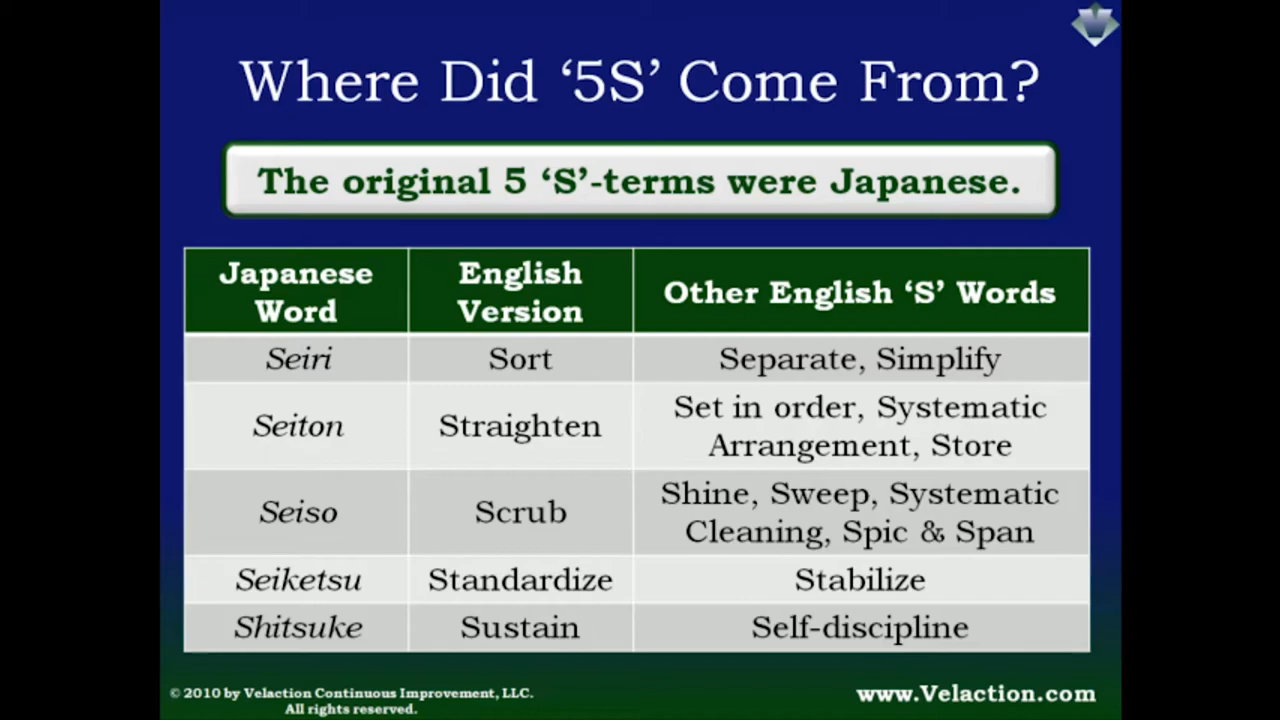 Where Did ‘5S’ Come From?
The original 5 ‘S’-terms were Japanese.
Japanese Word
English Version
Other English ‘S’ Words
Seiri
Sort
Separate, Simplify
Seiton
Straighten
Set in order, Systematic
Arrangement, Store
Seiso
Scrub
Shine, Sweep, Systematic
Cleaning, Spic & Span
Seiketsu
Standardize
Stabilize
Shitsuke
Sustain
Self-discipline
© 2010 by Velaction Continuous Improvement, LLC.
All rights reserved.
www.Velaction.com